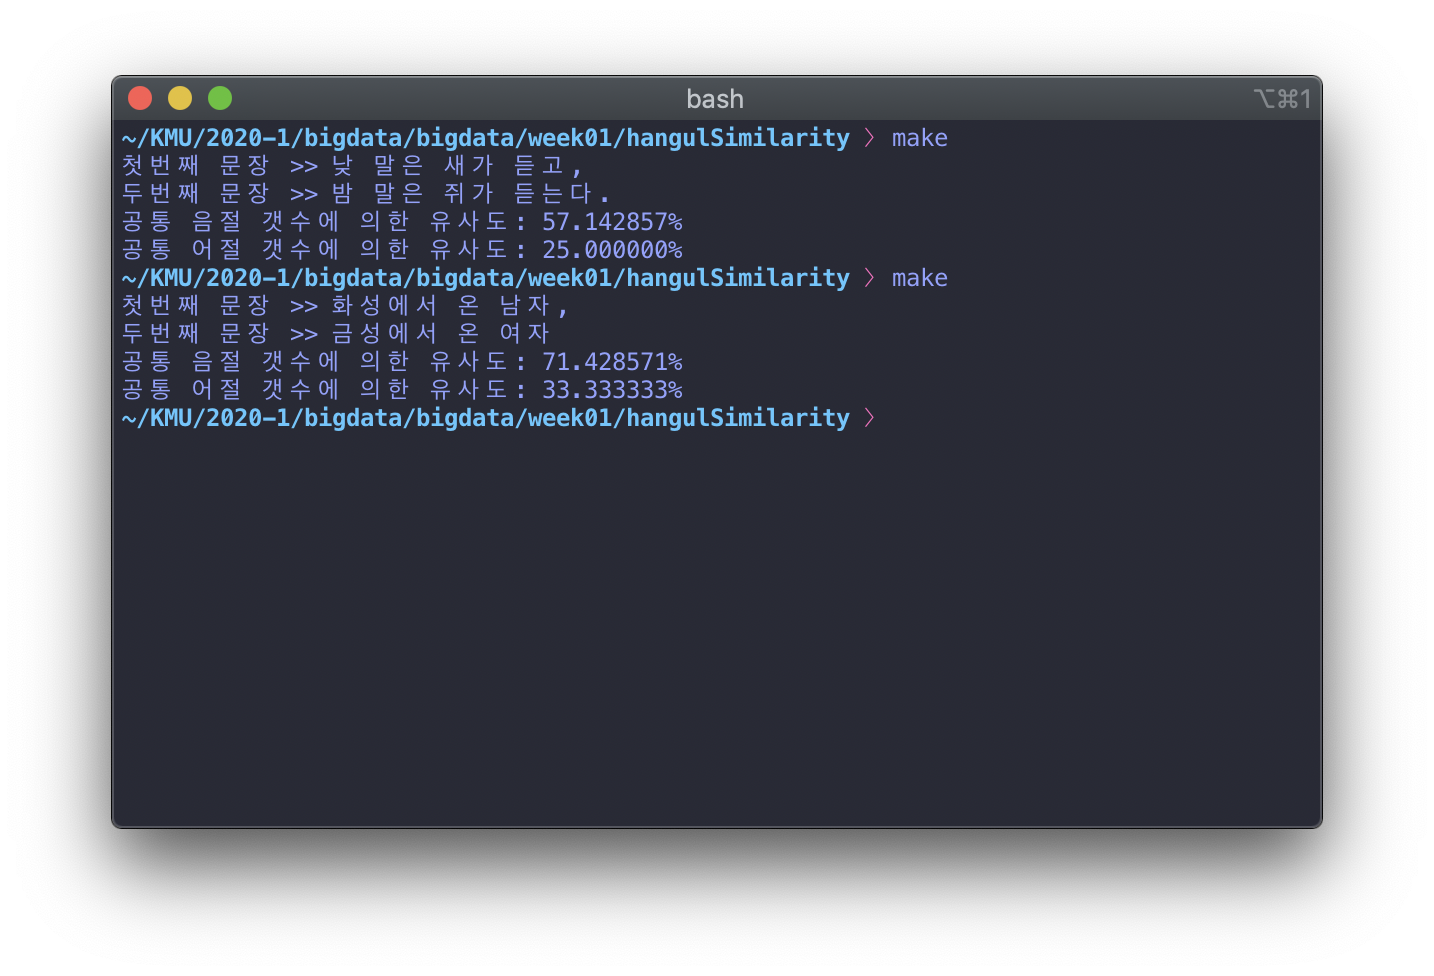 bash ⌥⌘1
~/KMU/2020-1/bigdata/bigdata/week01/hangulSimilarity 〉 make
첫번째 문장 >> 낮 말은 새가 듣고,
두번째 문장 >> 밤 말은 쥐가 듣는다.
공통 음절 갯수에 의한 유사도: 57.142857%
공통 어절 갯수에 의한 유사도: 25.000000%
~/KMU/2020-1/bigdata/bigdata/week01/hangulSimilarity 〉 make
첫번째 문장 >> 화성에서 온 남자,
두번째 문장 >> 금성에서 온 여자
공통 음절 갯수에 의한 유사도: 71.428571%
공통 어절 갯수에 의한 유사도: 33.333333%
~/KMU/2020-1/bigdata/bigdata/week01/hangulSimilarity 〉